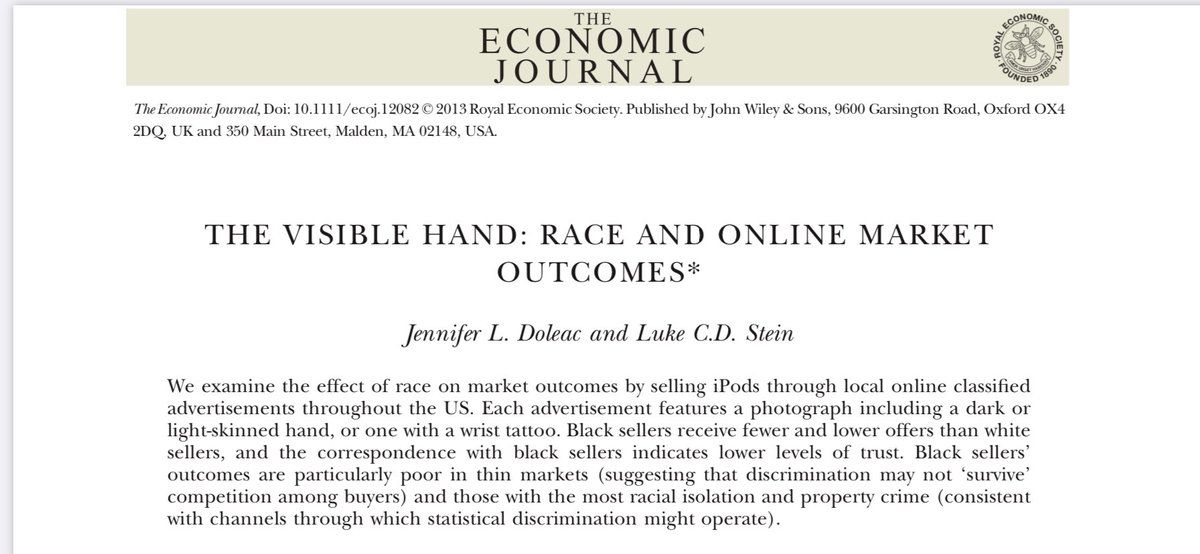 THE
ECONOMIC
JOURNAL
ROYAL ECONOMIC SOCIETY
FOUNDED 1890
The Economic Journal, Doi: 10.1111/ecoj.12082 © 2013 Royal Economic Society. Published by John Wiley & Sons, 9600 Garsington Road, Oxford OX4
2DQ, UK and 350 Main Street, Malden, MA 02148, USA.
THE VISIBLE HAND: RACE AND ONLINE MARKET
OUTCOMES*
Jennifer L. Doleac and Luke C.D. Stein
We examine the effect of race on market outcomes by selling iPods through local online classified
advertisements throughout the US. Each advertisement features a photograph including a dark or
light-skinned hand, or one with a wrist tattoo. Black sellers receive fewer and lower offers than white
sellers, and the correspondence with black sellers indicates lower levels of trust. Black sellers'
outcomes are particularly poor in thin markets (suggesting that discrimination may not 'survive'
competition among buyers) and those with the most racial isolation and property crime (consistent
with channels through which statistical discrimination might operate).